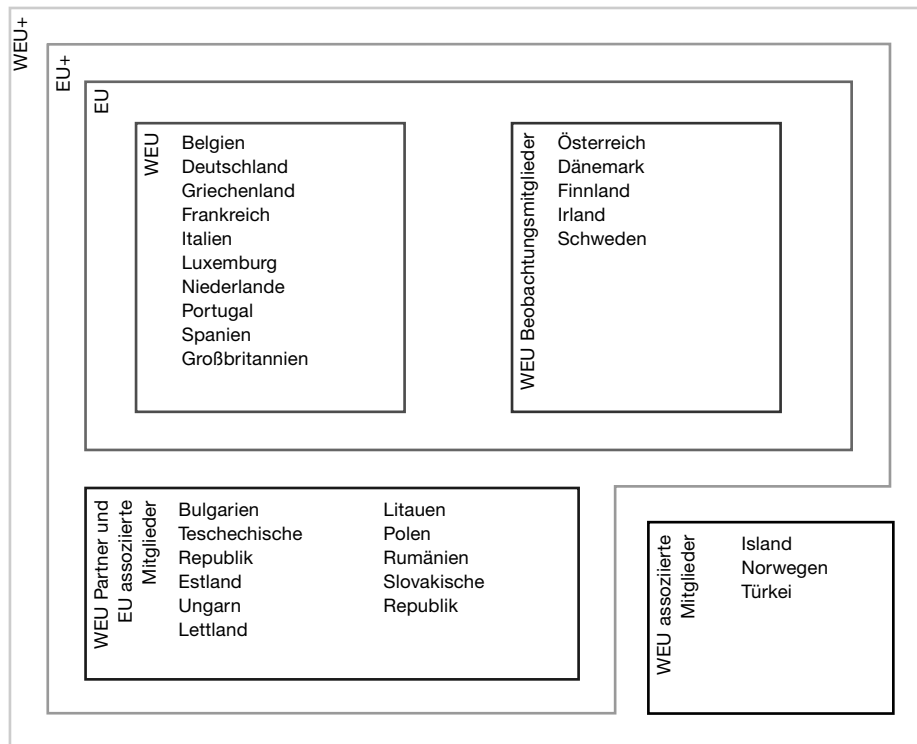 WEU+
EU+
EU
WEU
Belgien
Deutschland
Griechenland
Frankreich
Italien
Luxemburg
Niederlande
Portugal
Spanien
Großbritannien
WEU Beobachtungsmitglieder
Österreich
Dänemark
Finnland
Irland
Schweden
WEU Partner und
EU assoziierte
Mitglieder
Bulgarien
Teschechische
Republik
Estland
Ungarn
Lettland
Litauen
Polen
Rumänien
Slovakische
Republik
WEU assoziierte
Mitglieder
Island
Norwegen
Türkei